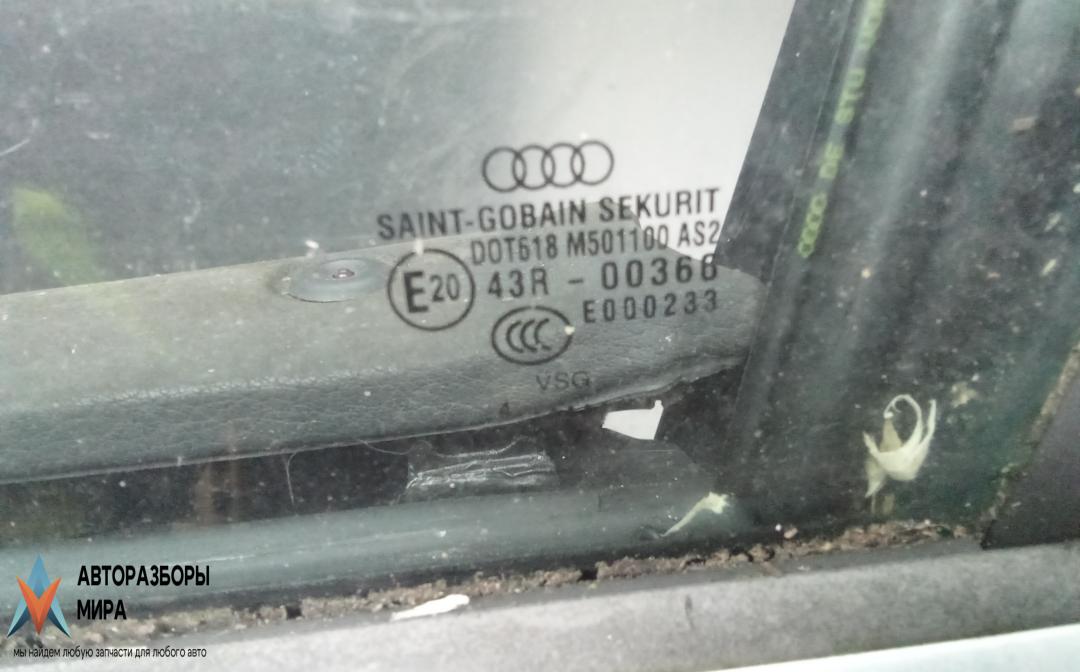 SAINT-GOBAIN SEKURIT
DOT618 M501100 AS2
E20 43R - 00366
E000233
CCC
VSG
АВТОРАЗБОРЫ
МИРА
мы найдем любую запчасти для любого авто